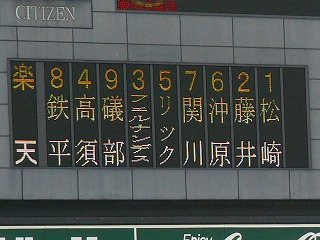 CITIZEN
楽天
8 鉄平
4 高須
9 礒部
3 フェルナンデス
5 リック
7 関川
6 沖原
2 藤井
1 松崎
Enjoy